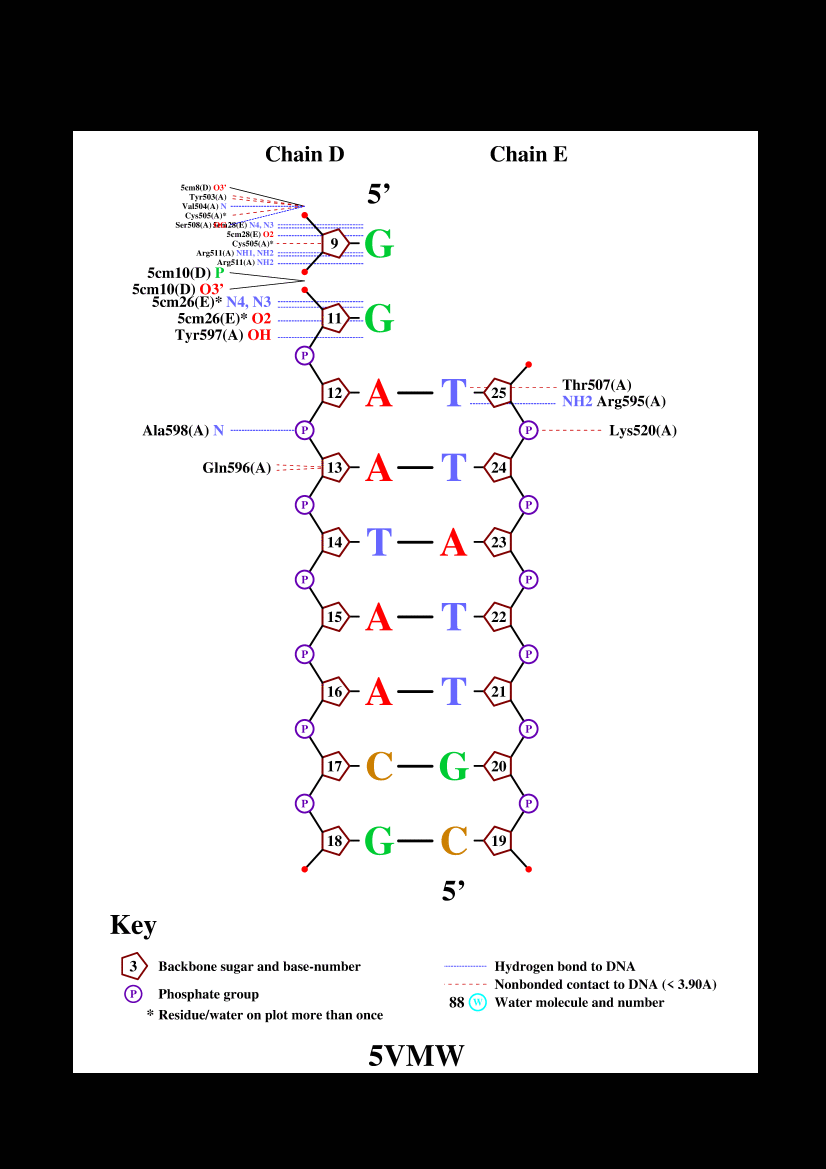 Chain D Chain E
5’
5cm8(D) O3'
Tyr503(A)
Val504(A) N
Cys505(A)*
Ser508(A) 5cm28(E) N4, N3
5cm28(E) O2
Cys505(A)*
9 G
Arg511(A) NH1, NH2
Arg511(A) NH2
5cm10(D) P
5cm10(D) O3’
5cm26(E)* N4, N3
5cm26(E)* O2
11 G
Tyr597(A) OH
P
12 A T 25
Thr507(A)
NH2 Arg595(A)
Ala598(A) N P P Lys520(A)
Gln596(A) 13 A T 24
P P
14 T A 23
P P
15 A T 22
P P
16 A T 21
P P
17 C G 20
P P
18 G C 19
5’
Key
3 Backbone sugar and base-number
P Phosphate group
* Residue/water on plot more than once
Hydrogen bond to DNA
Nonbonded contact to DNA (< 3.90A)
88 W Water molecule and number
5VMW